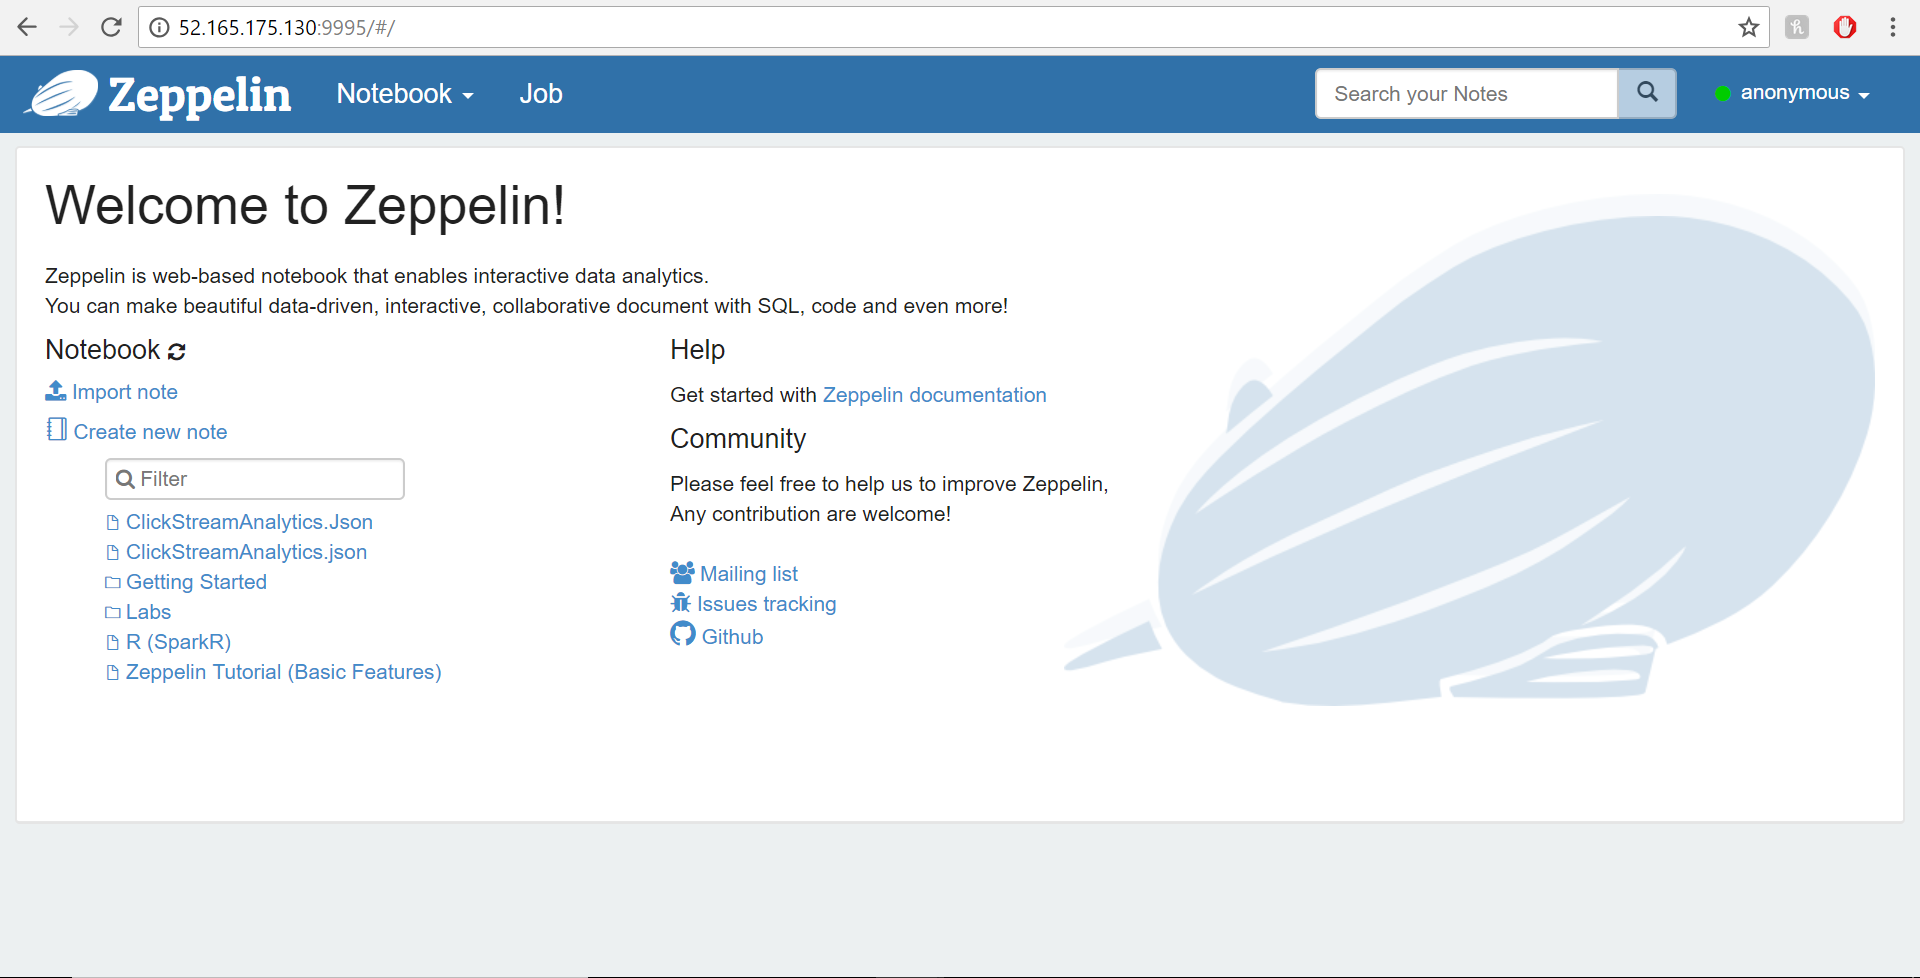 52.165.175.130:9995/#/
Zeppelin
Notebook
Job
Search your Notes
anonymous
Welcome to Zeppelin!
Zeppelin is web-based notebook that enables interactive data analytics.
You can make beautiful data-driven, interactive, collaborative document with SQL, code and even more!
Notebook
Import note
Create new note
Filter
ClickStreamAnalytics.Json
ClickStreamAnalytics.json
Getting Started
Labs
R (SparkR)
Zeppelin Tutorial (Basic Features)
Help
Get started with Zeppelin documentation
Community
Please feel free to help us to improve Zeppelin,
Any contribution are welcome!
Mailing list
Issues tracking
Github